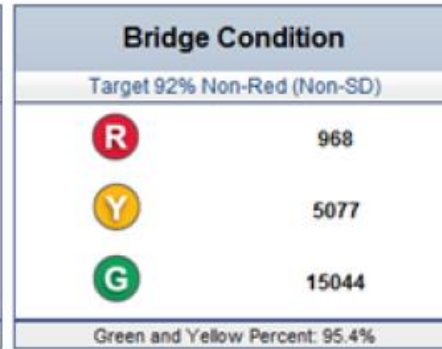 Bridge Condition
Target 92% Non-Red (Non-SD)
R 968
Y 5077
G 15044
Green and Yellow Percent: 95.4%